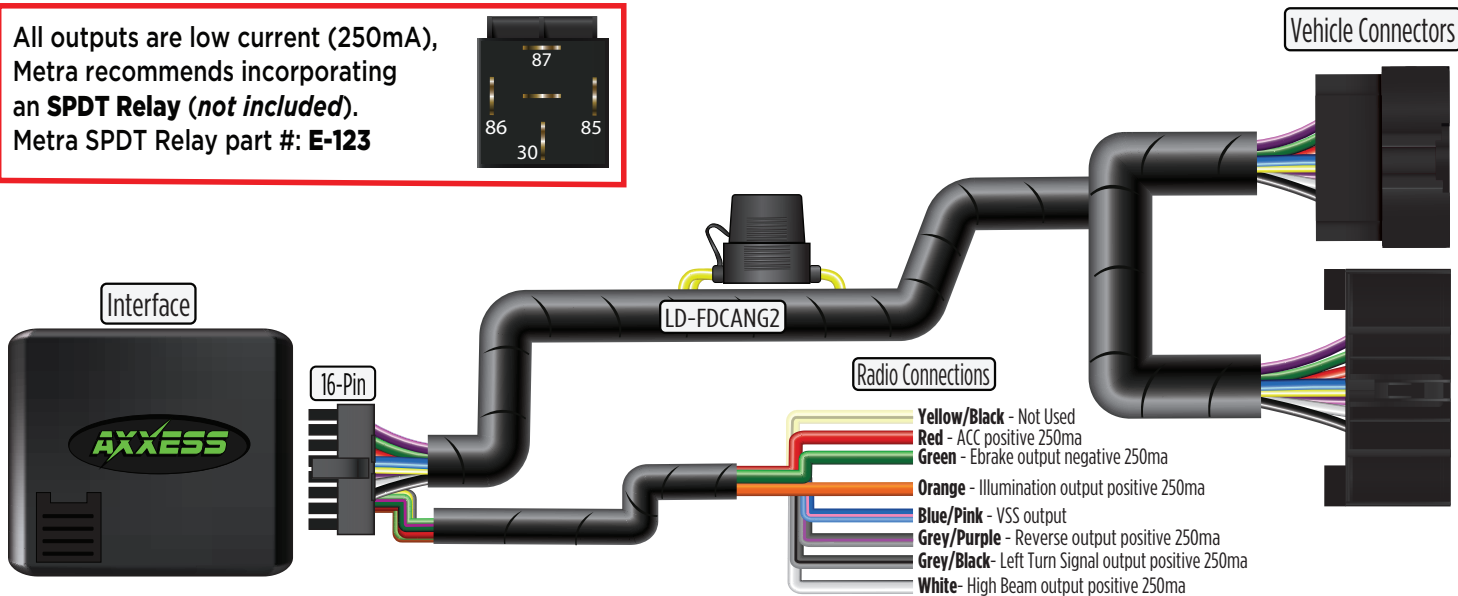 All outputs are low current (250mA),
Metra recommends incorporating
an SPDT Relay (not included).
Metra SPDT Relay part #: E-123
87
86
85
30
Vehicle Connectors
Interface
LD-FDCANG2
16-Pin
AXXESS
Radio Connections
Yellow/Black - Not Used
Red - ACC positive 250ma
Green - Ebrake output negative 250ma
Orange - Illumination output positive 250ma
Blue/Pink - VSS output
Grey/Purple - Reverse output positive 250ma
Grey/Black- Left Turn Signal output positive 250ma
White- High Beam output positive 250ma